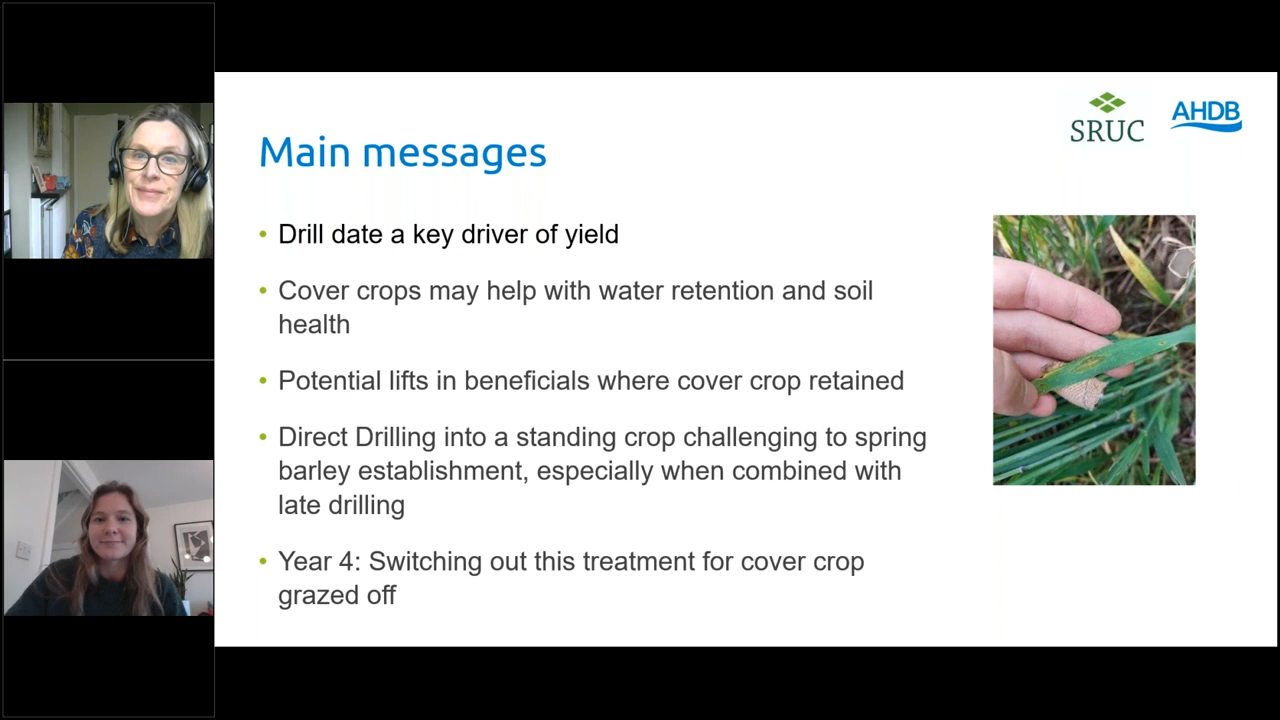 SRUC
AHDB
Main messages
Drill date a key driver of yield
Cover crops may help with water retention and soil
health
Potential lifts in beneficials where cover crop retained
Direct Drilling into a standing crop challenging to spring
barley establishment, especially when combined with
late drilling
Year 4: Switching out this treatment for cover crop
grazed off